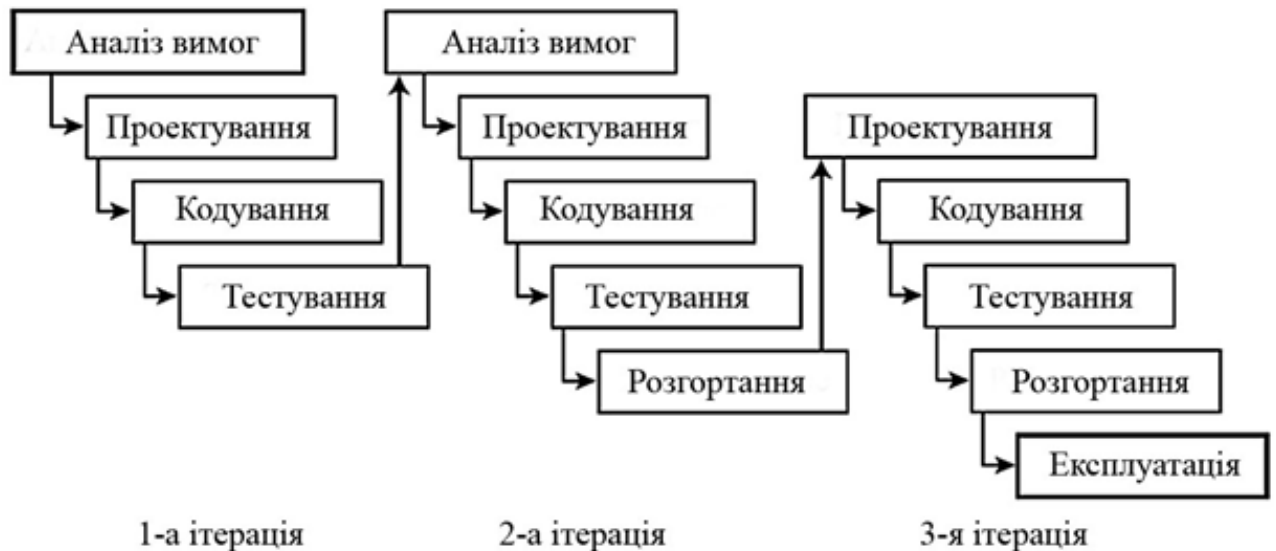 Аналіз вимог
Проектування
Кодування
Тестування
Аналіз вимог
Проектування
Кодування
Тестування
Розгортання
Проектування
Кодування
Тестування
Розгортання
Експлуатація
1-а ітерація
2-а ітерація
3-я ітерація